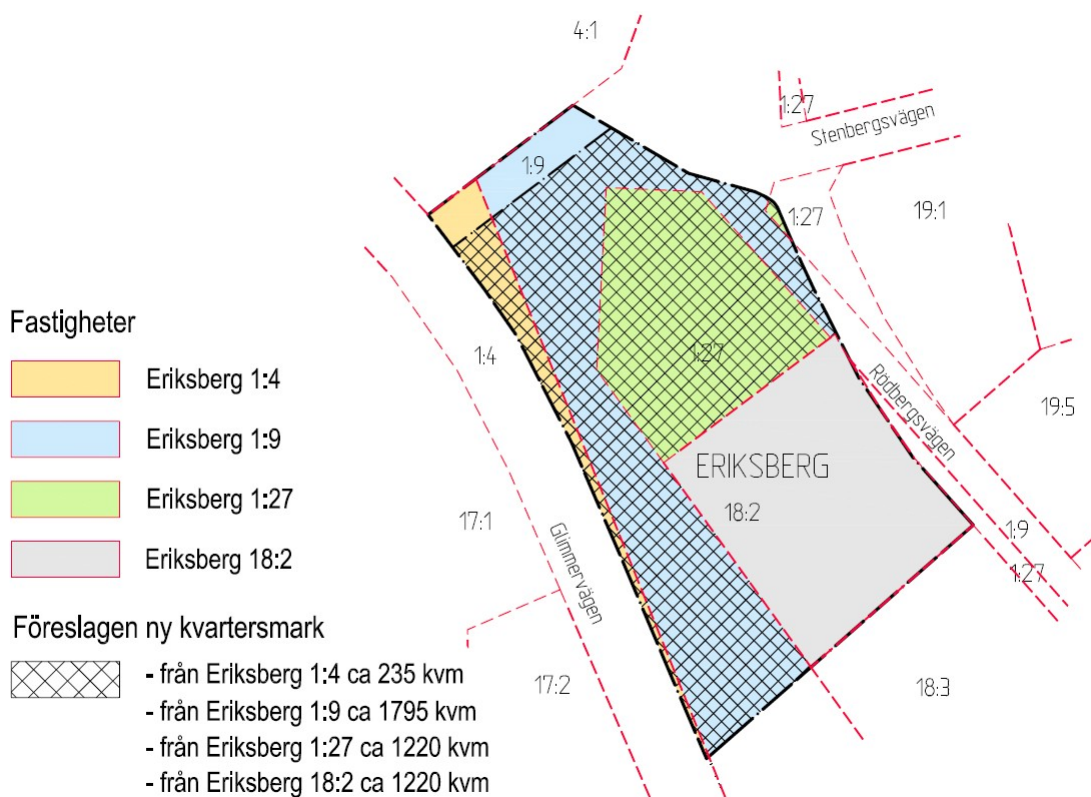 4:1
1:27
Stenbergsvägen
1:9
1:27
19:1
Fastigheter
Eriksberg 1:4
Eriksberg 1:9
Eriksberg 1:27
Eriksberg 18:2
1:4
1:27
Rödbergsvägen
19:5
ERIKSBERG
18:2
17:1
Glimmervägen
1:9
1:27
17:2
18:3
Föreslagen ny kvartersmark
- från Eriksberg 1:4 ca 235 kvm
- från Eriksberg 1:9 ca 1795 kvm
- från Eriksberg 1:27 ca 1220 kvm
- från Eriksberg 18:2 ca 1220 kvm